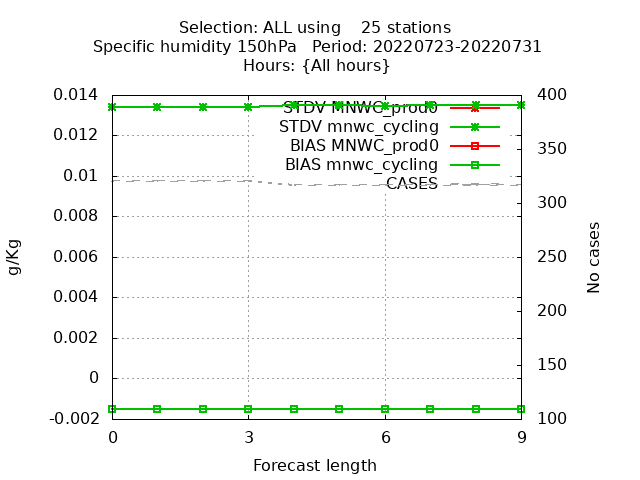 Selection: ALL using    25 stations
Specific humidity 150hPa   Period: 20220723-20220731
Hours: {All hours}
0.014
0.012
0.01
0.008
0.006
0.004
0.002
0
-0.002
400
350
300
250
200
150
100
STDV MNWC_prod0
STDV mnwc_cycling
BIAS MNWC_prod0
BIAS mnwc_cycling
CASES
g/Kg
No cases
0 3 6 9
Forecast length